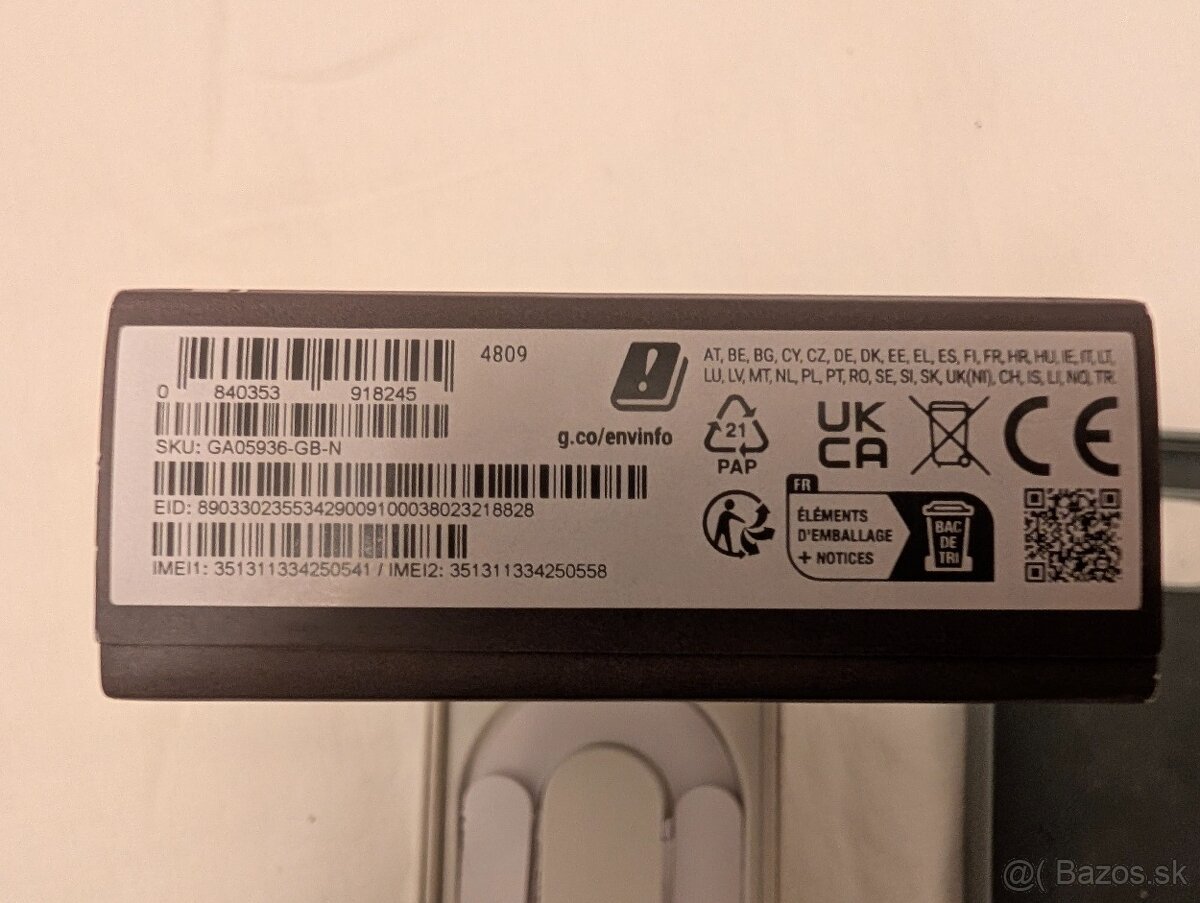 4809
0 840353 918245
SKU: GA05936-GB-N
EID: 89033023553429009100038023218828
IMEI1: 351311334250541 / IMEI2: 351311334250558
g.co/envinfo
AT, BE, BG, CY, CZ, DE, DK, EE, EL, ES, FI, FR, HR, HU, IE, IT, LT,
LU, LV, MT, NL, PL, PT, RO, SE, SI, SK, UK(NI), CH, IS, LI, NO, TR.
21
PAP
UK
CA
CE
FR
ÉLÉMENTS
D'EMBALLAGE
+ NOTICES
BAC
DE
TRI
@( Bazos.sk